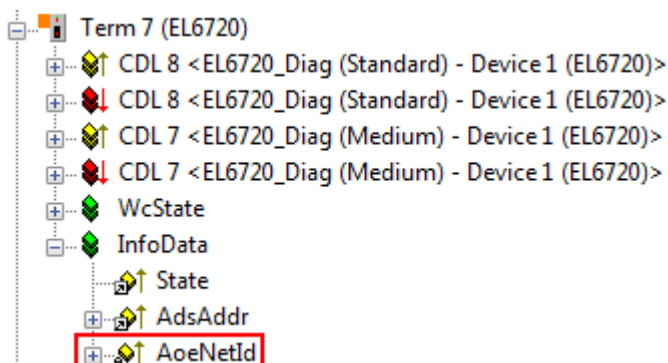 Term 7 (EL6720)
CDL 8 <EL6720_Diag (Standard) - Device 1 (EL6720)>
CDL 8 <EL6720_Diag (Standard) - Device 1 (EL6720)>
CDL 7 <EL6720_Diag (Medium) - Device 1 (EL6720)>
CDL 7 <EL6720_Diag (Medium) - Device 1 (EL6720)>
WcState
InfoData
State
AdsAddr
AoeNetId